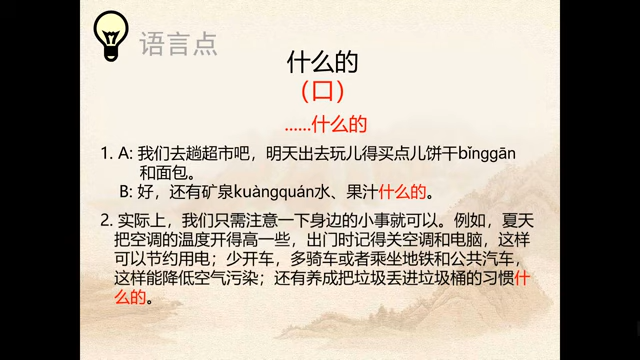 语言点
什么的
（口）
......什么的
1. A: 我们去趟超市吧，明天出去玩儿得买点儿饼干bǐnggān
和面包。
B: 好，还有矿泉kuàngquán水、果汁什么的。
2. 实际上，我们只需注意一下身边的小事就可以。例如，夏天
把空调的温度开得高一些，出门时记得关空调和电脑，这样
可以节约用电；少开车，多骑车或者乘坐地铁和公共汽车，
这样能降低空气污染；还有养成把垃圾丢进垃圾桶的习惯什
么的。